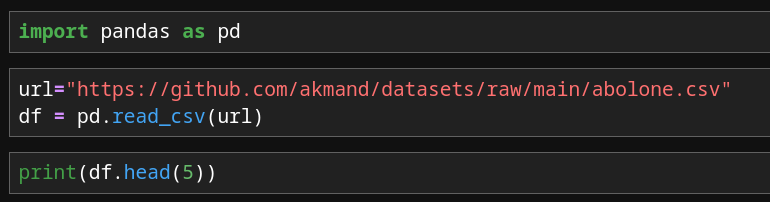 import pandas as pd
url="https://github.com/akmand/datasets/raw/main/abolone.csv"
df = pd.read_csv(url)
print(df.head(5))